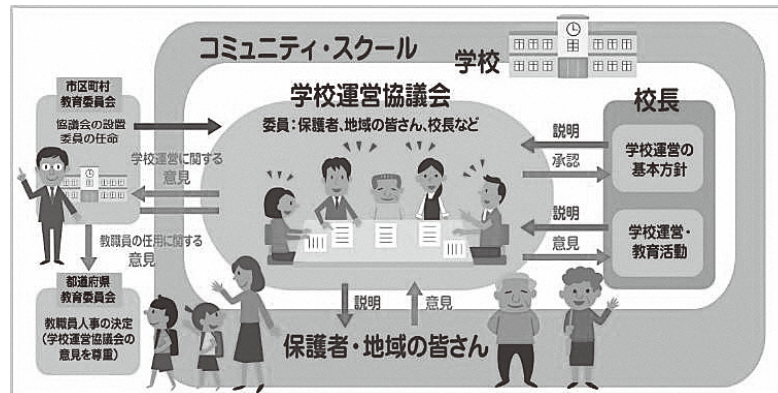 コミュニティ・スクール
学校
市区町村
教育委員会
協議会の設置
委員の任命
学校運営協議会
委員:保護者、地域の皆さん、校長など
学校運営に関する
意見
教職員の任用に関する
意見
都道府県
教育委員会
教職員人事の決定
(学校運営協議会の
意見を尊重)
校長
説明
承認
学校運営の
基本方針
説明
意見
学校運営・
教育活動
説明
意見
保護者・地域の皆さん